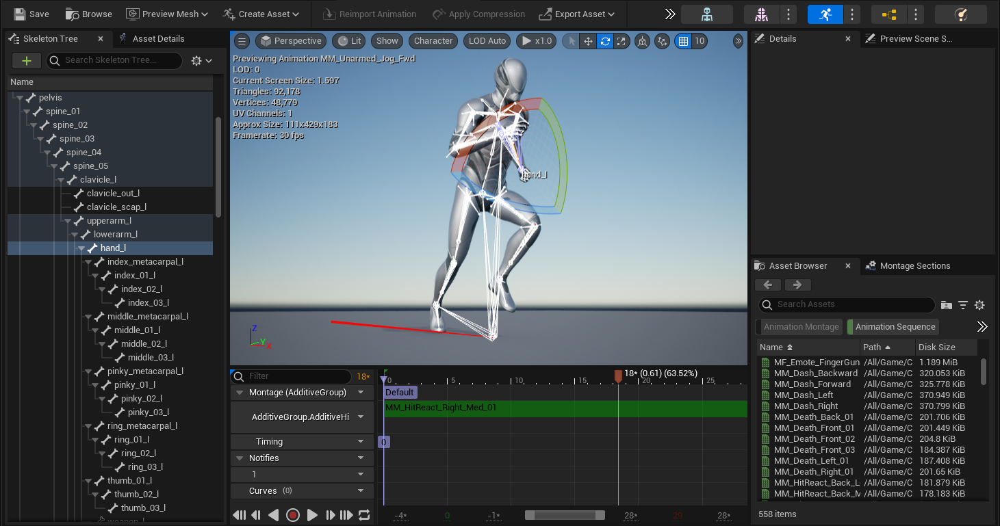 Save
Browse
Preview Mesh
Create Asset
Reimport Animation
Apply Compression
Export Asset
Skeleton Tree
Asset Details
Search Skeleton Tree...
Name
pelvis
spine_01
spine_02
spine_03
spine_04
spine_05
clavicle_l
clavicle_out_l
clavicle_scap_l
upperarm_l
lowerarm_l
hand_l
index_metacarpal_l
index_01_l
index_02_l
index_03_l
middle_metacarpal_l
middle_01_l
middle_02_l
middle_03_l
pinky_metacarpal_l
pinky_01_l
pinky_02_l
pinky_03_l
ring_metacarpal_l
ring_01_l
ring_02_l
ring_03_l
thumb_01_l
thumb_02_l
thumb_03_l
weapon_l
Perspective
Lit
Show
Character
LOD Auto
x1.0
10
Previewing Animation MM_Unarmed_Jog_Fwd
LOD: 0
Current Screen Size: 1.597
Triangles: 92,178
Vertices: 48,779
UV Channels: 1
Approx Size: 111x429x183
Framerate: 30 fps
hand_l
Z
Y
X
Filter
18*
0
5
10
15
20
25
18* (0.61) (63.52%)
Montage (AdditiveGroup)
Default
AdditiveGroup.AdditiveHi
MM_HitReact_Right_Med_01
Timing
0
Notifies
1
Curves (0)
-4*
0
-1*
28*
29
28*
Details
Preview Scene S...
Asset Browser
Montage Sections
Search Assets
Animation Montage
Animation Sequence
Name
Path
Disk Size
MF_Emote_FingerGun /All/Game/C 1.189 MiB
MM_Dash_Backward /All/Game/C 320.053 KiB
MM_Dash_Forward /All/Game/C 325.778 KiB
MM_Dash_Left /All/Game/C 370.949 KiB
MM_Dash_Right /All/Game/C 370.799 KiB
MM_Death_Back_01 /All/Game/C 201.706 KiB
MM_Death_Front_01 /All/Game/C 201.449 KiB
MM_Death_Front_02 /All/Game/C 204.8 KiB
MM_Death_Front_03 /All/Game/C 184.387 KiB
MM_Death_Left_01 /All/Game/C 187.408 KiB
MM_Death_Right_01 /All/Game/C 201.65 KiB
MM_HitReact_Back_L /All/Game/C 181.879 KiB
MM_HitReact_Back_M /All/Game/C 178.183 KiB
558 items